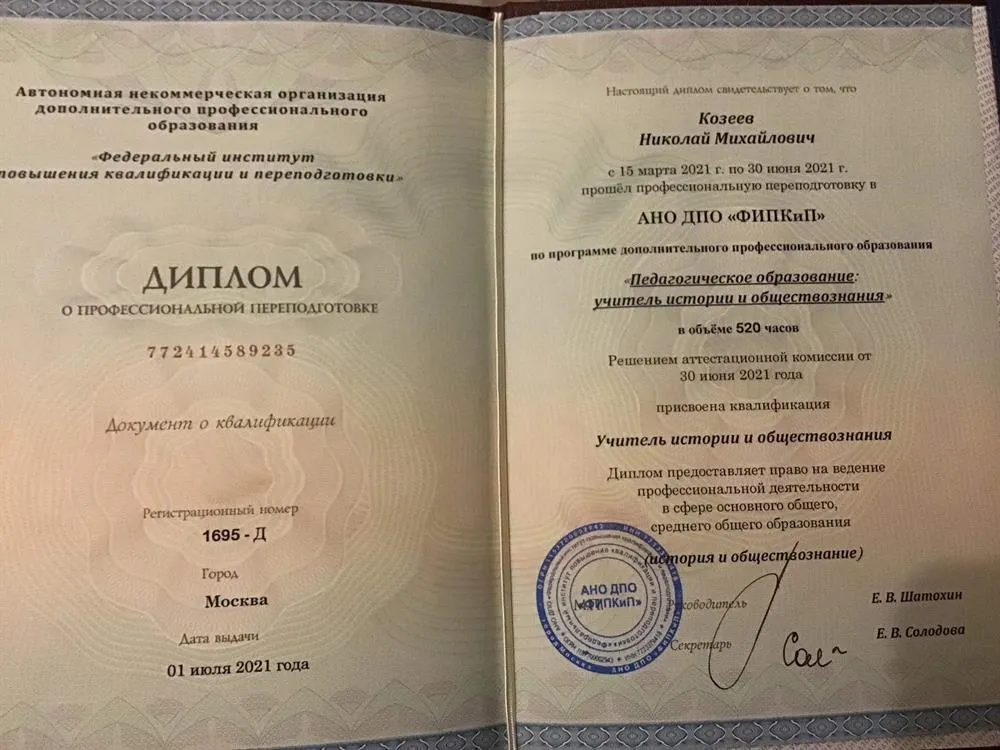 Автономная некоммерческая организация
дополнительного профессионального
образования
«Федеральный институт
повышения квалификации и переподготовки»
ДИПЛОМ
О ПРОФЕССИОНАЛЬНОЙ ПЕРЕПОДГОТОВКЕ
772414589235
Документ о квалификации
Регистрационный номер
1695 - Д
Город
Москва
Дата выдачи
01 июля 2021 года
Настоящий диплом свидетельствует о том, что
Козеев
Николай Михайлович
с 15 марта 2021 г. по 30 июня 2021 г.
прошёл профессиональную переподготовку в
АНО ДПО «ФИПКиП»
по программе дополнительного профессионального образования
«Педагогическое образование:
учитель истории и обществознания»
в объёме 520 часов
Решением аттестационной комиссии от
30 июня 2021 года
присвоена квалификация
Учитель истории и обществознания
Диплом предоставляет право на ведение
профессиональной деятельности
в сфере основного общего,
среднего общего образования
(история и обществознание)
АНО ДПО
«ФИПКиП»
Руководитель
Е. В. Шатохин
Секретарь
Е. В. Солодова